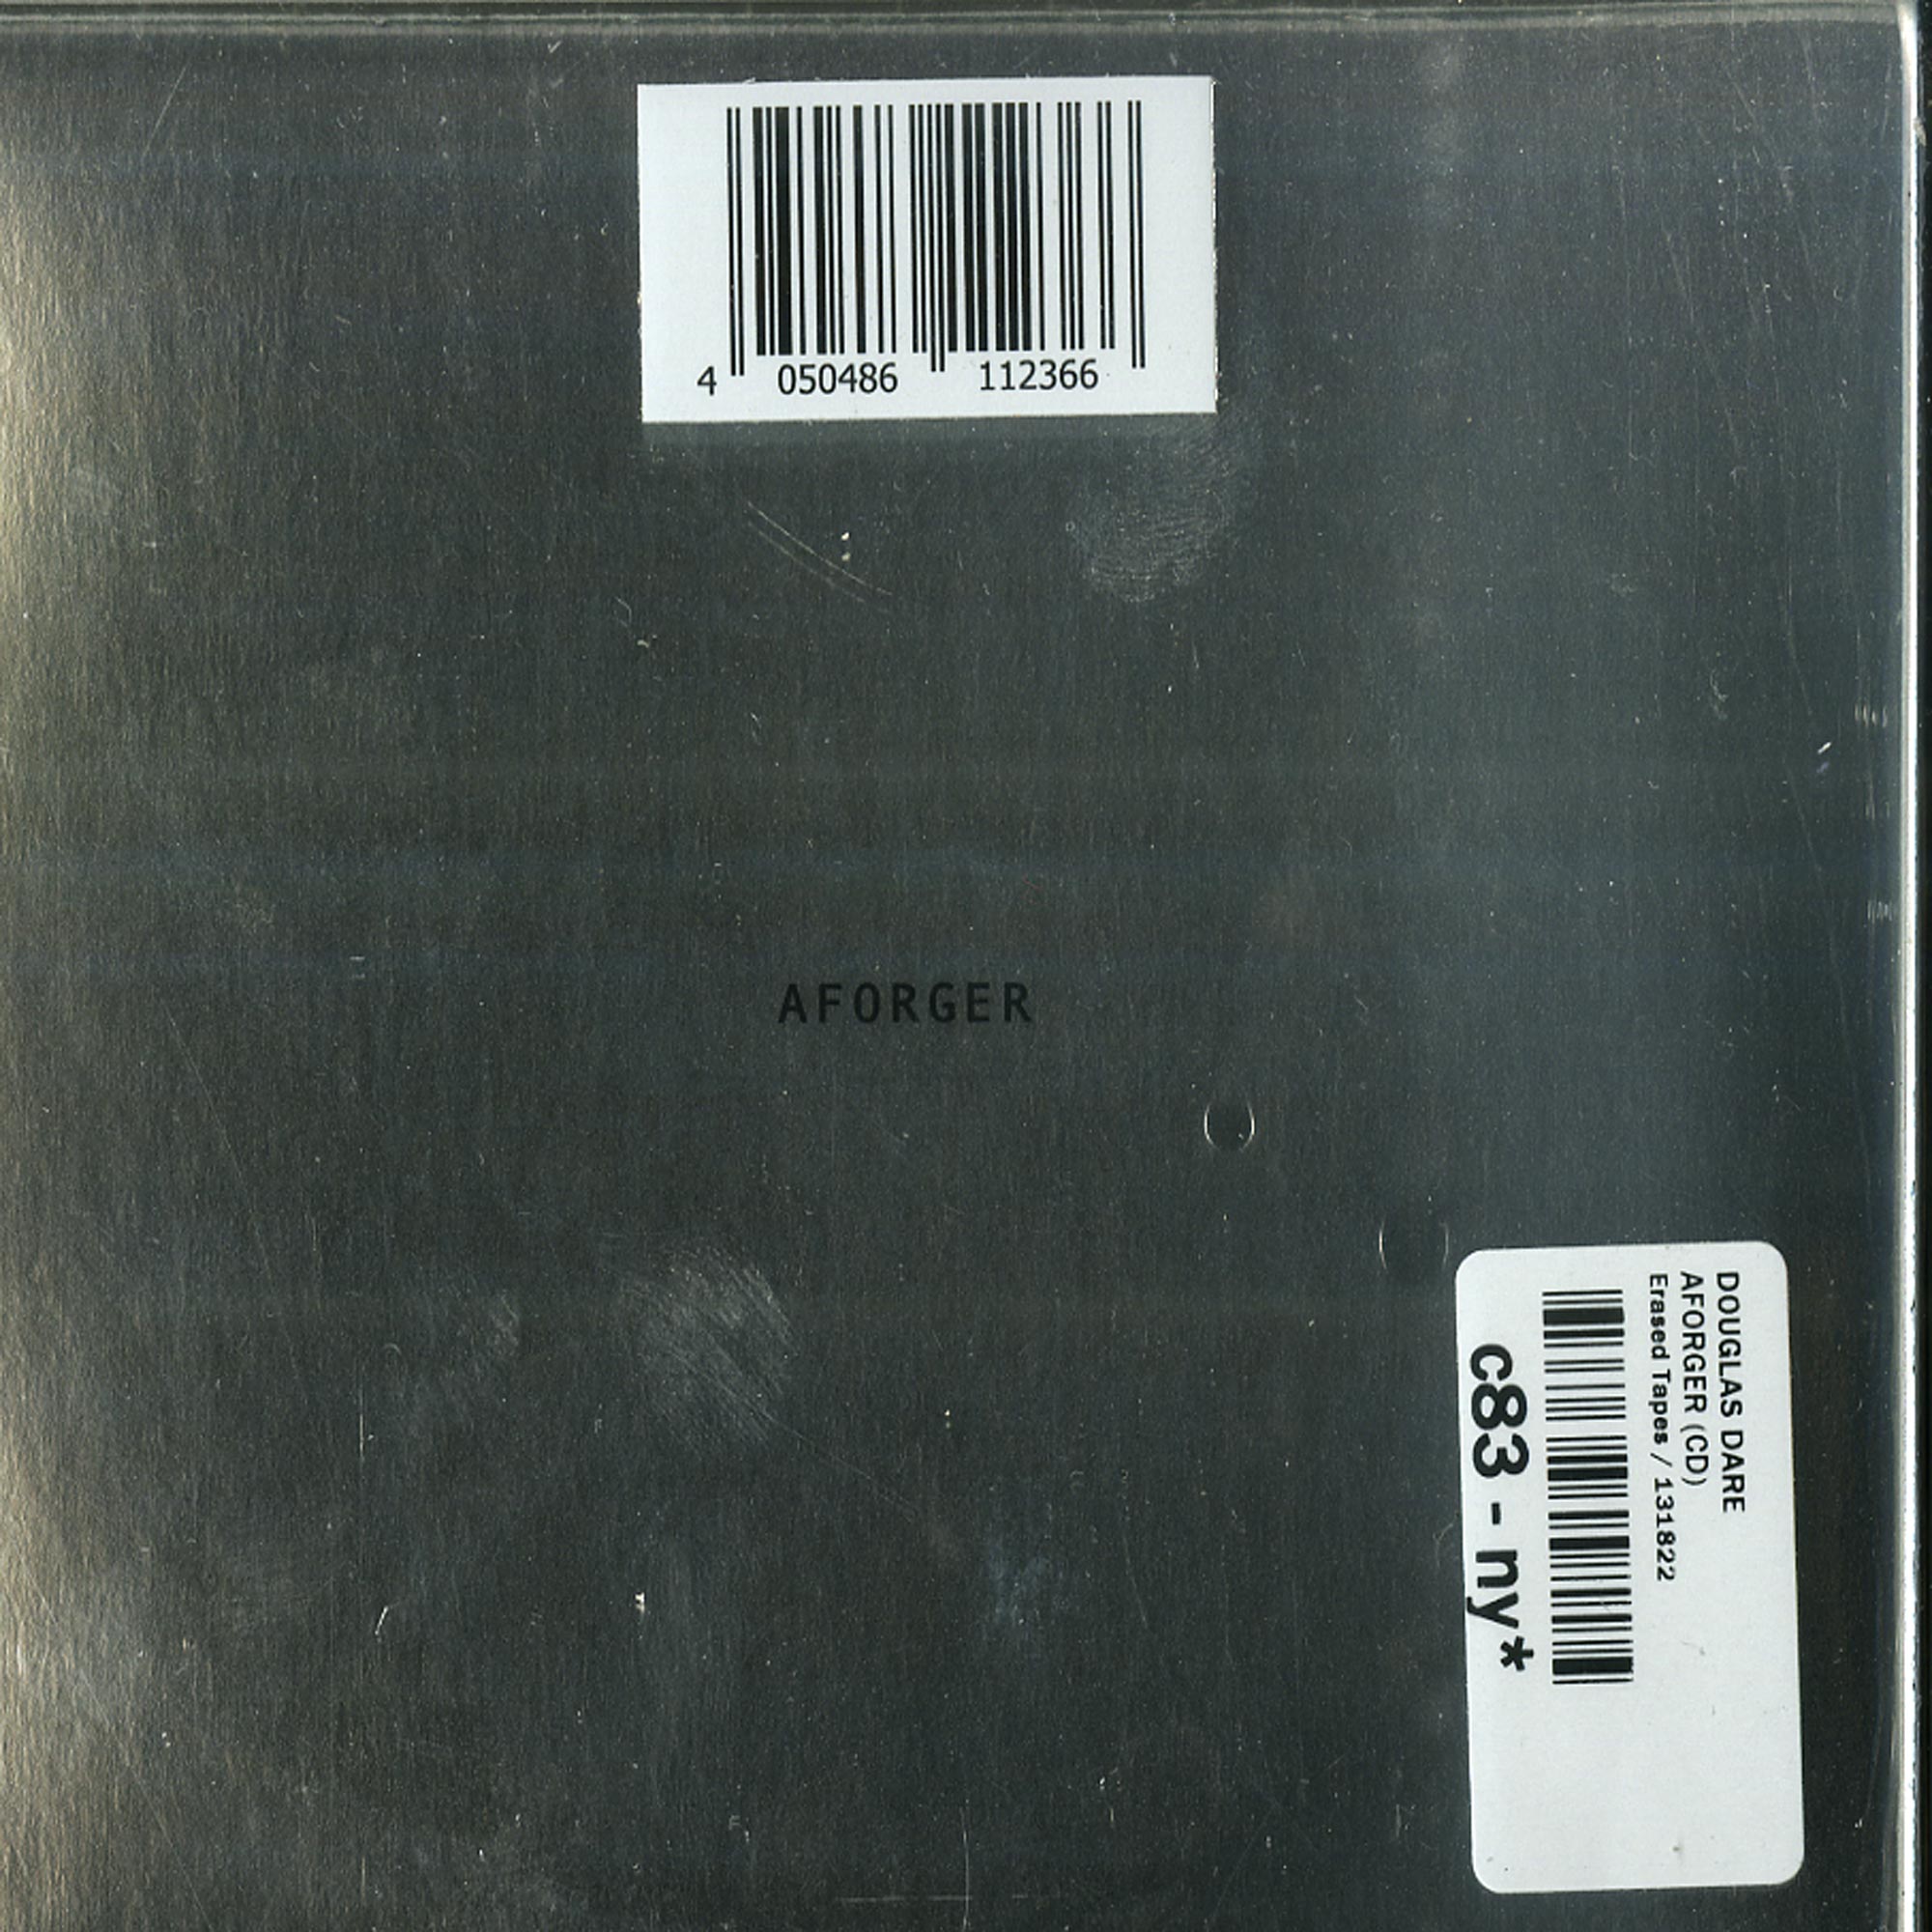 4 050486 112366
AFORGER
DOUGLAS DARE
AFORGER (CD)
Erased Tapes / 131822
c83 - ny*